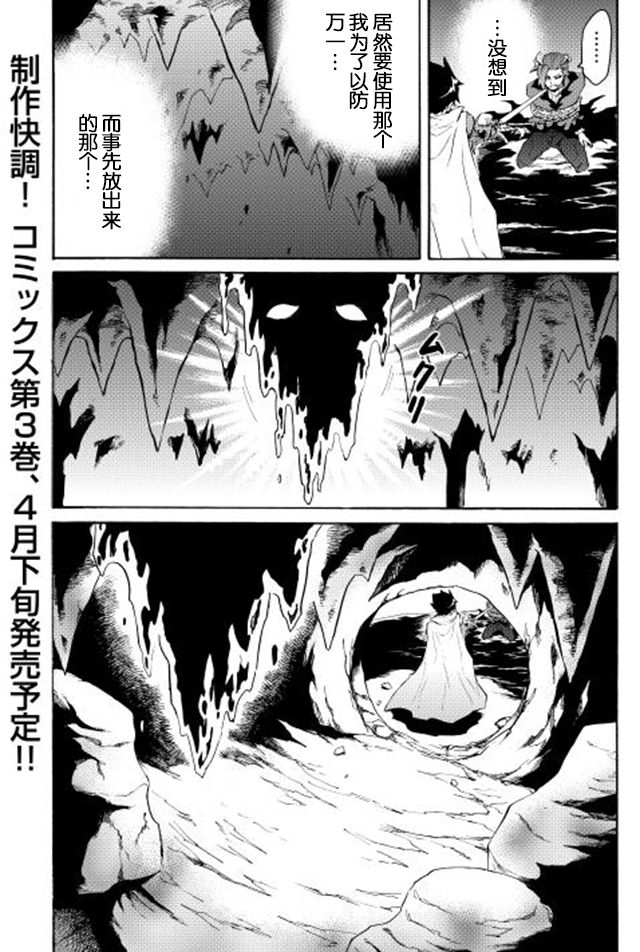 ………
…没想到
居然要使用那个
我为了以防
万一…
而事先放出来
的那个…
ムクリ
制作快調！コミックス第3巻、4月下旬発売予定!!